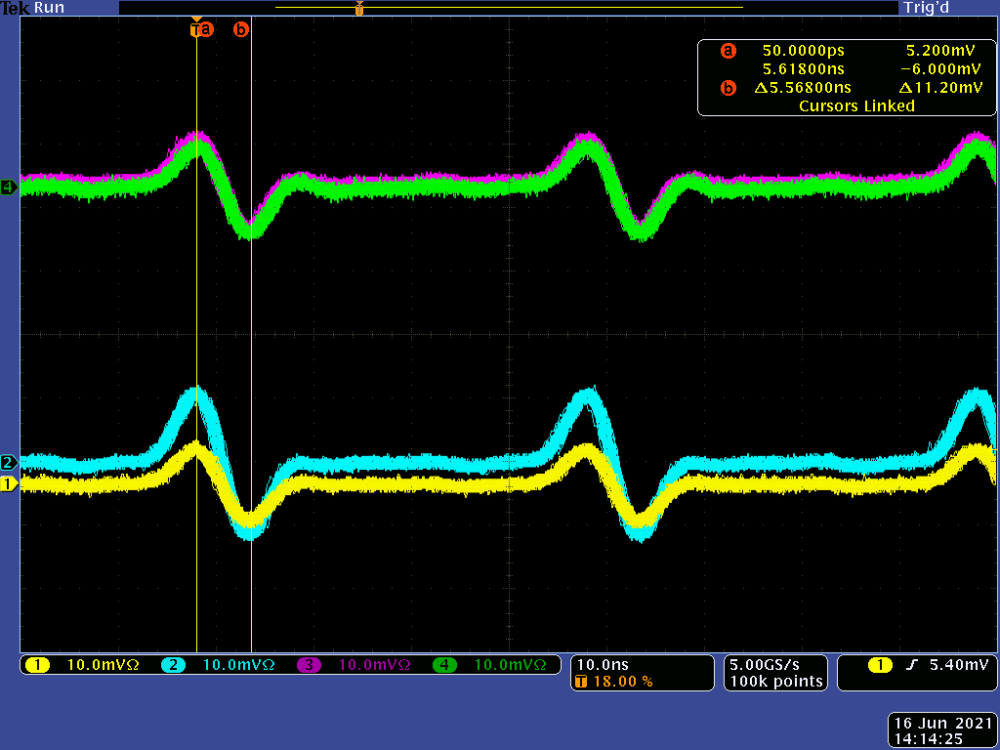 Tek Run Trig'd
T
T a b
a 50.0000ps 5.200mV
5.61800ns −6.000mV
b Δ5.56800ns Δ11.20mV
Cursors Linked
4
2
1
1 10.0mVΩ 2 10.0mVΩ 3 10.0mVΩ 4 10.0mVΩ
10.0ns
T 18.00 %
5.00GS/s
100k points
1 5.40mV
16 Jun 2021
14:14:25